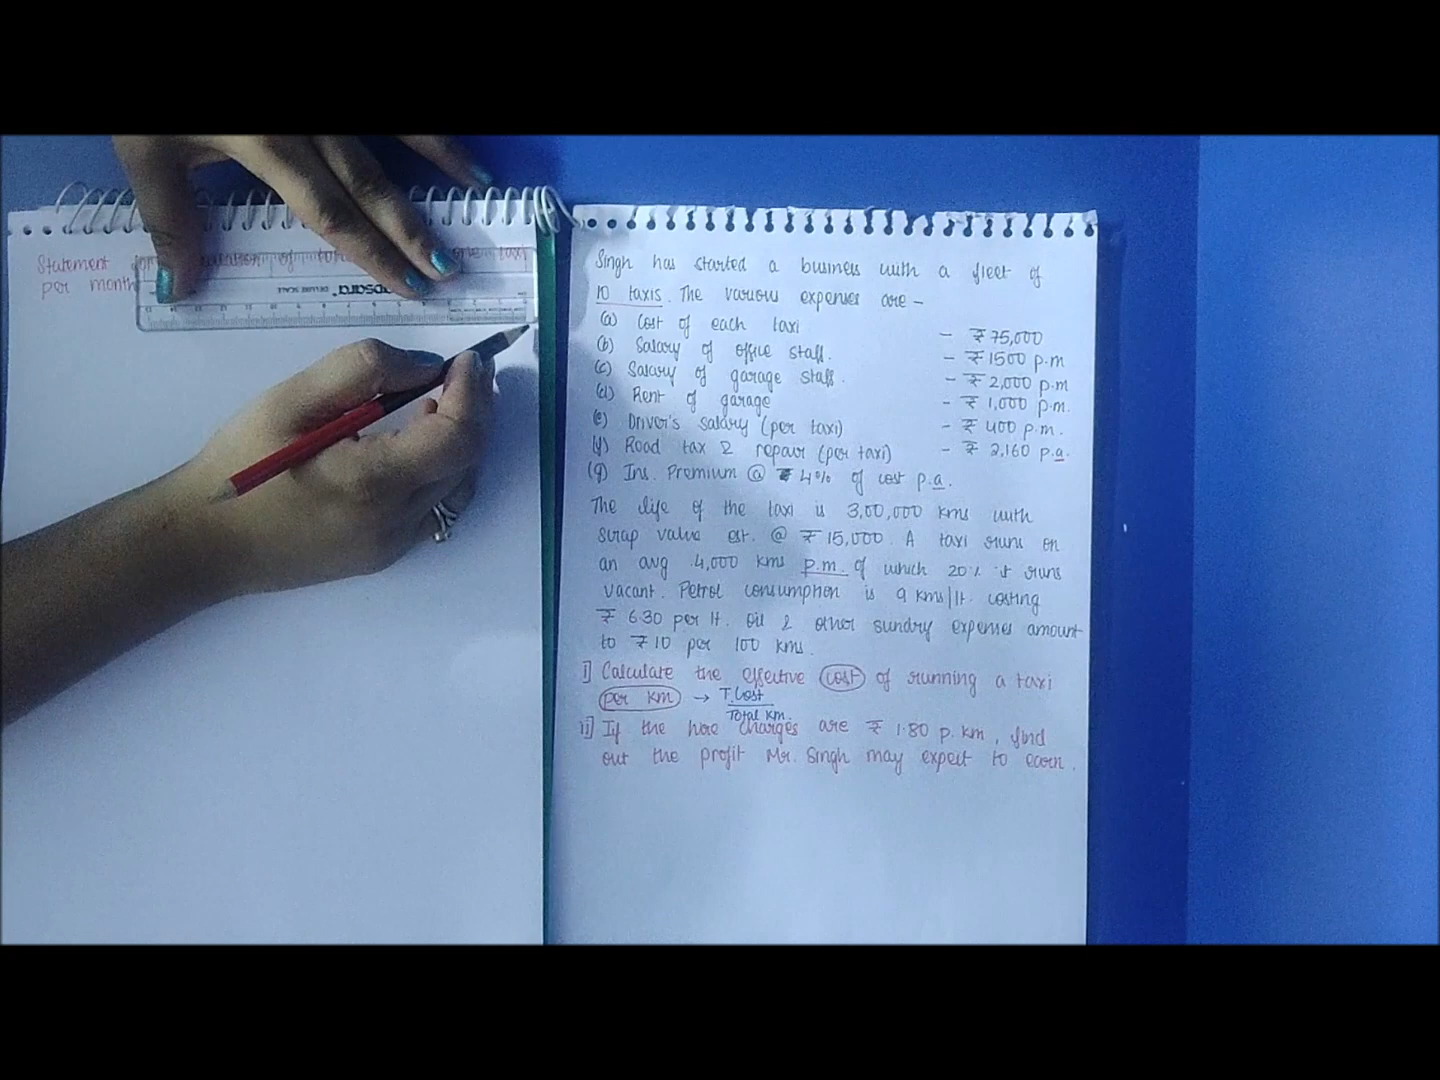 Statement
per month
apsara DELUXE SCALE
Singh has started a business with a fleet of
10 taxis. The various expenses are -
(a) Cost of each taxi - ₹ 75,000
(b) Salary of office staff. - ₹ 1500 p.m
(c) Salary of garage staff. - ₹ 2,000 p.m
(d) Rent of garage - ₹ 1,000 p.m.
(e) Driver's salary (per taxi) - ₹ 400 p.m.
(f) Road tax & repair (per taxi) - ₹ 2,160 p.a.
(g) Ins. Premium @ 4% of cost p.a.
The life of the taxi is 3,00,000 kms with
scrap value est. @ ₹ 15,000. A taxi runs on
an avg 4,000 kms p.m. of which 20% it runs
vacant. Petrol consumption is 9 kms/lt. costing
₹ 6.30 per lt. Oil & other sundry expenses amount
to ₹ 10 per 100 kms.
i] Calculate the effective cost of running a taxi
per km → T.Cost
Total km.
ii] If the hire charges are ₹ 1.80 p.km, find
out the profit Mr. Singh may expect to earn.